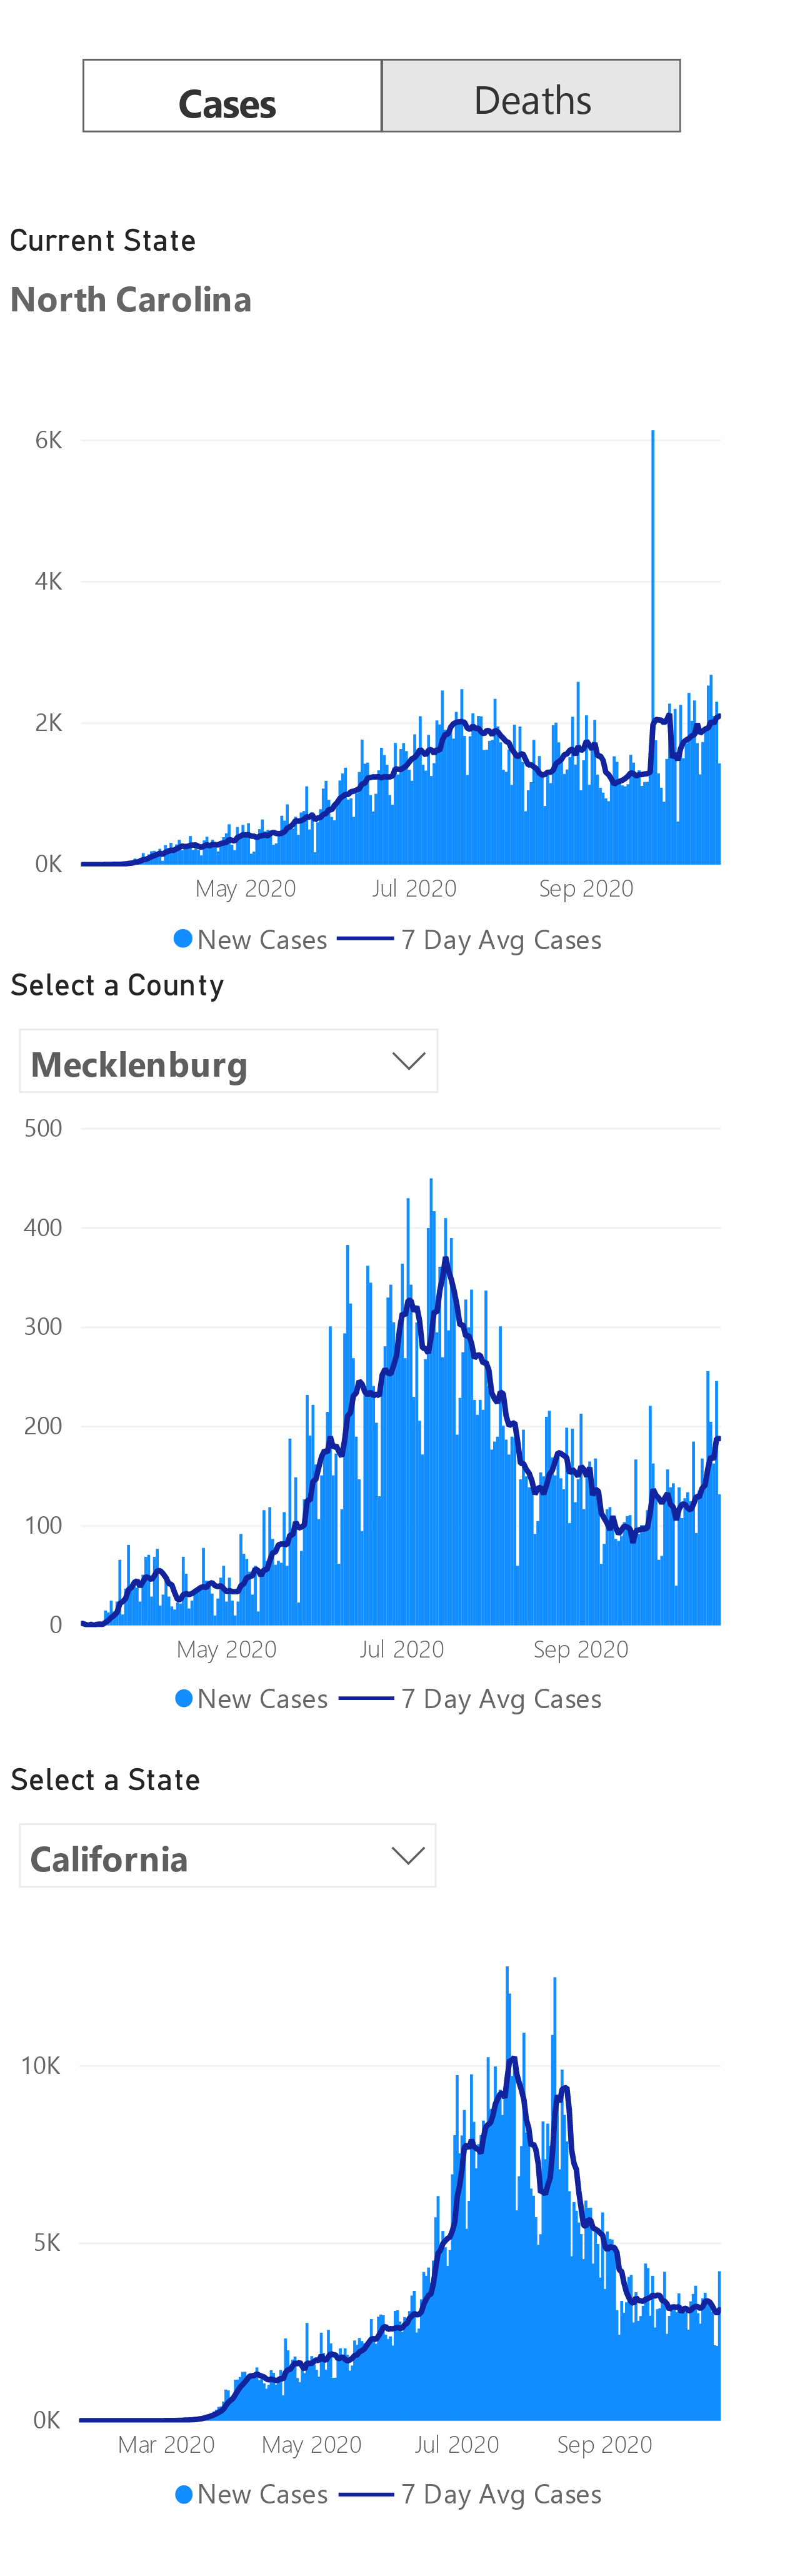 Cases Deaths
Current State
North Carolina
6K
4K
2K
0K
May 2020 Jul 2020 Sep 2020
New Cases 7 Day Avg Cases
Select a County
Mecklenburg
500
400
300
200
100
0
May 2020 Jul 2020 Sep 2020
New Cases 7 Day Avg Cases
Select a State
California
10K
5K
0K
Mar 2020 May 2020 Jul 2020 Sep 2020
New Cases 7 Day Avg Cases